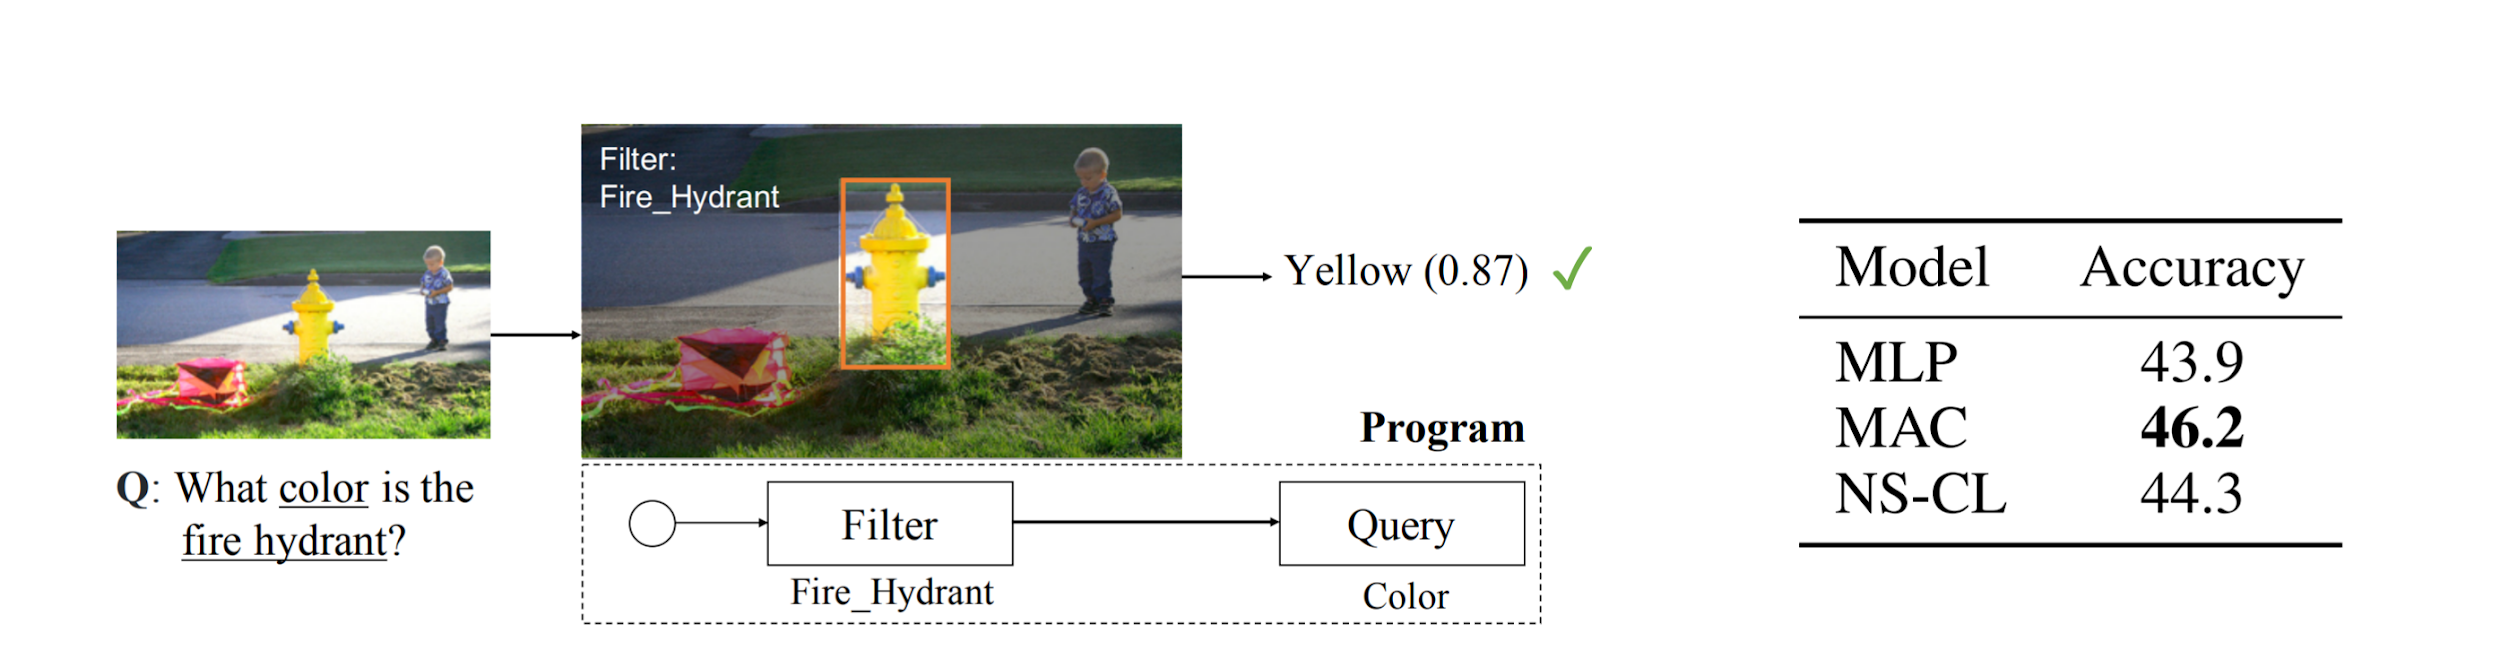 Filter:
Fire_Hydrant
Yellow (0.87) ✓
Q: What color is the
fire hydrant?
Program
Filter
Query
Fire_Hydrant
Color
Model Accuracy
MLP 43.9
MAC 46.2
NS-CL 44.3